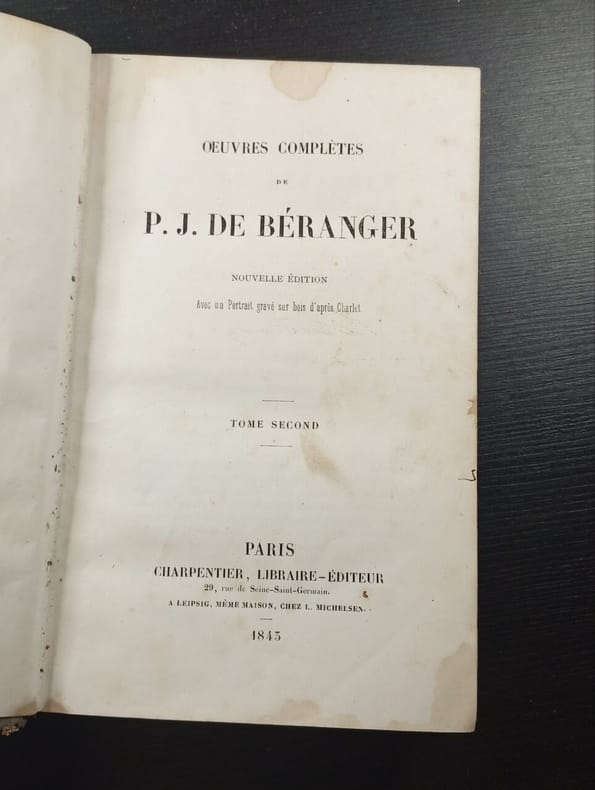 OEUVRES COMPLÈTES
DE
P. J. DE BÉRANGER
NOUVELLE ÉDITION
Avec un Portrait gravé sur bois d'après Charlet
TOME SECOND
PARIS
CHARPENTIER, LIBRAIRE-ÉDITEUR
29, rue de Seine-Saint-Germain.
A LEIPSIG, MÊME MAISON, CHEZ L. MICHELSEN.
1843